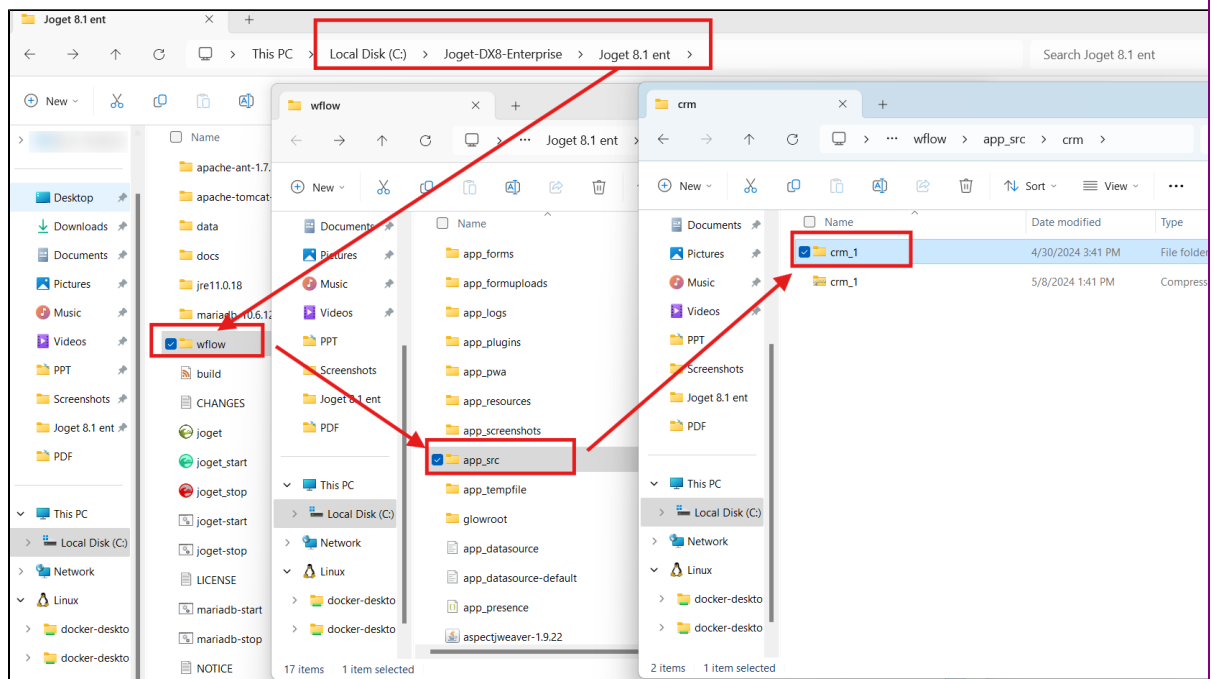 Joget 8.1 ent
This PC > Local Disk (C:) > Joget-DX8-Enterprise > Joget 8.1 ent >
Search Joget 8.1 ent
New
Name
Desktop
Downloads
Documents
Pictures
Music
Videos
PPT
Screenshots
Joget 8.1 ent
PDF
This PC
Local Disk (C:)
Network
Linux
docker-deskto
docker-deskto
apache-ant-1.7.
apache-tomcat-
data
docs
jre11.0.18
mariadb-10.6.12
wflow
build
CHANGES
joget
joget_start
joget_stop
joget-start
joget-stop
LICENSE
mariadb-start
mariadb-stop
NOTICE
wflow
... Joget 8.1 ent >
New
Name
Documents
Pictures
Music
Videos
PPT
Screenshots
Joget 8.1 ent
PDF
This PC
Local Disk (C:)
Network
Linux
docker-deskto
docker-deskto
app_forms
app_formuploads
app_logs
app_plugins
app_pwa
app_resources
app_screenshots
app_src
app_tempfile
glowroot
app_datasource
app_datasource-default
app_presence
aspectjweaver-1.9.22
17 items 1 item selected
crm
... wflow > app_src > crm >
New
Sort
View
...
Name Date modified Type
Documents
Pictures
Music
Videos
PPT
Screenshots
Joget 8.1 ent
PDF
This PC
Local Disk (C:)
Network
Linux
docker-deskto
docker-deskto
crm_1 4/30/2024 3:41 PM File folder
crm_1 5/8/2024 1:41 PM Compress
2 items 1 item selected